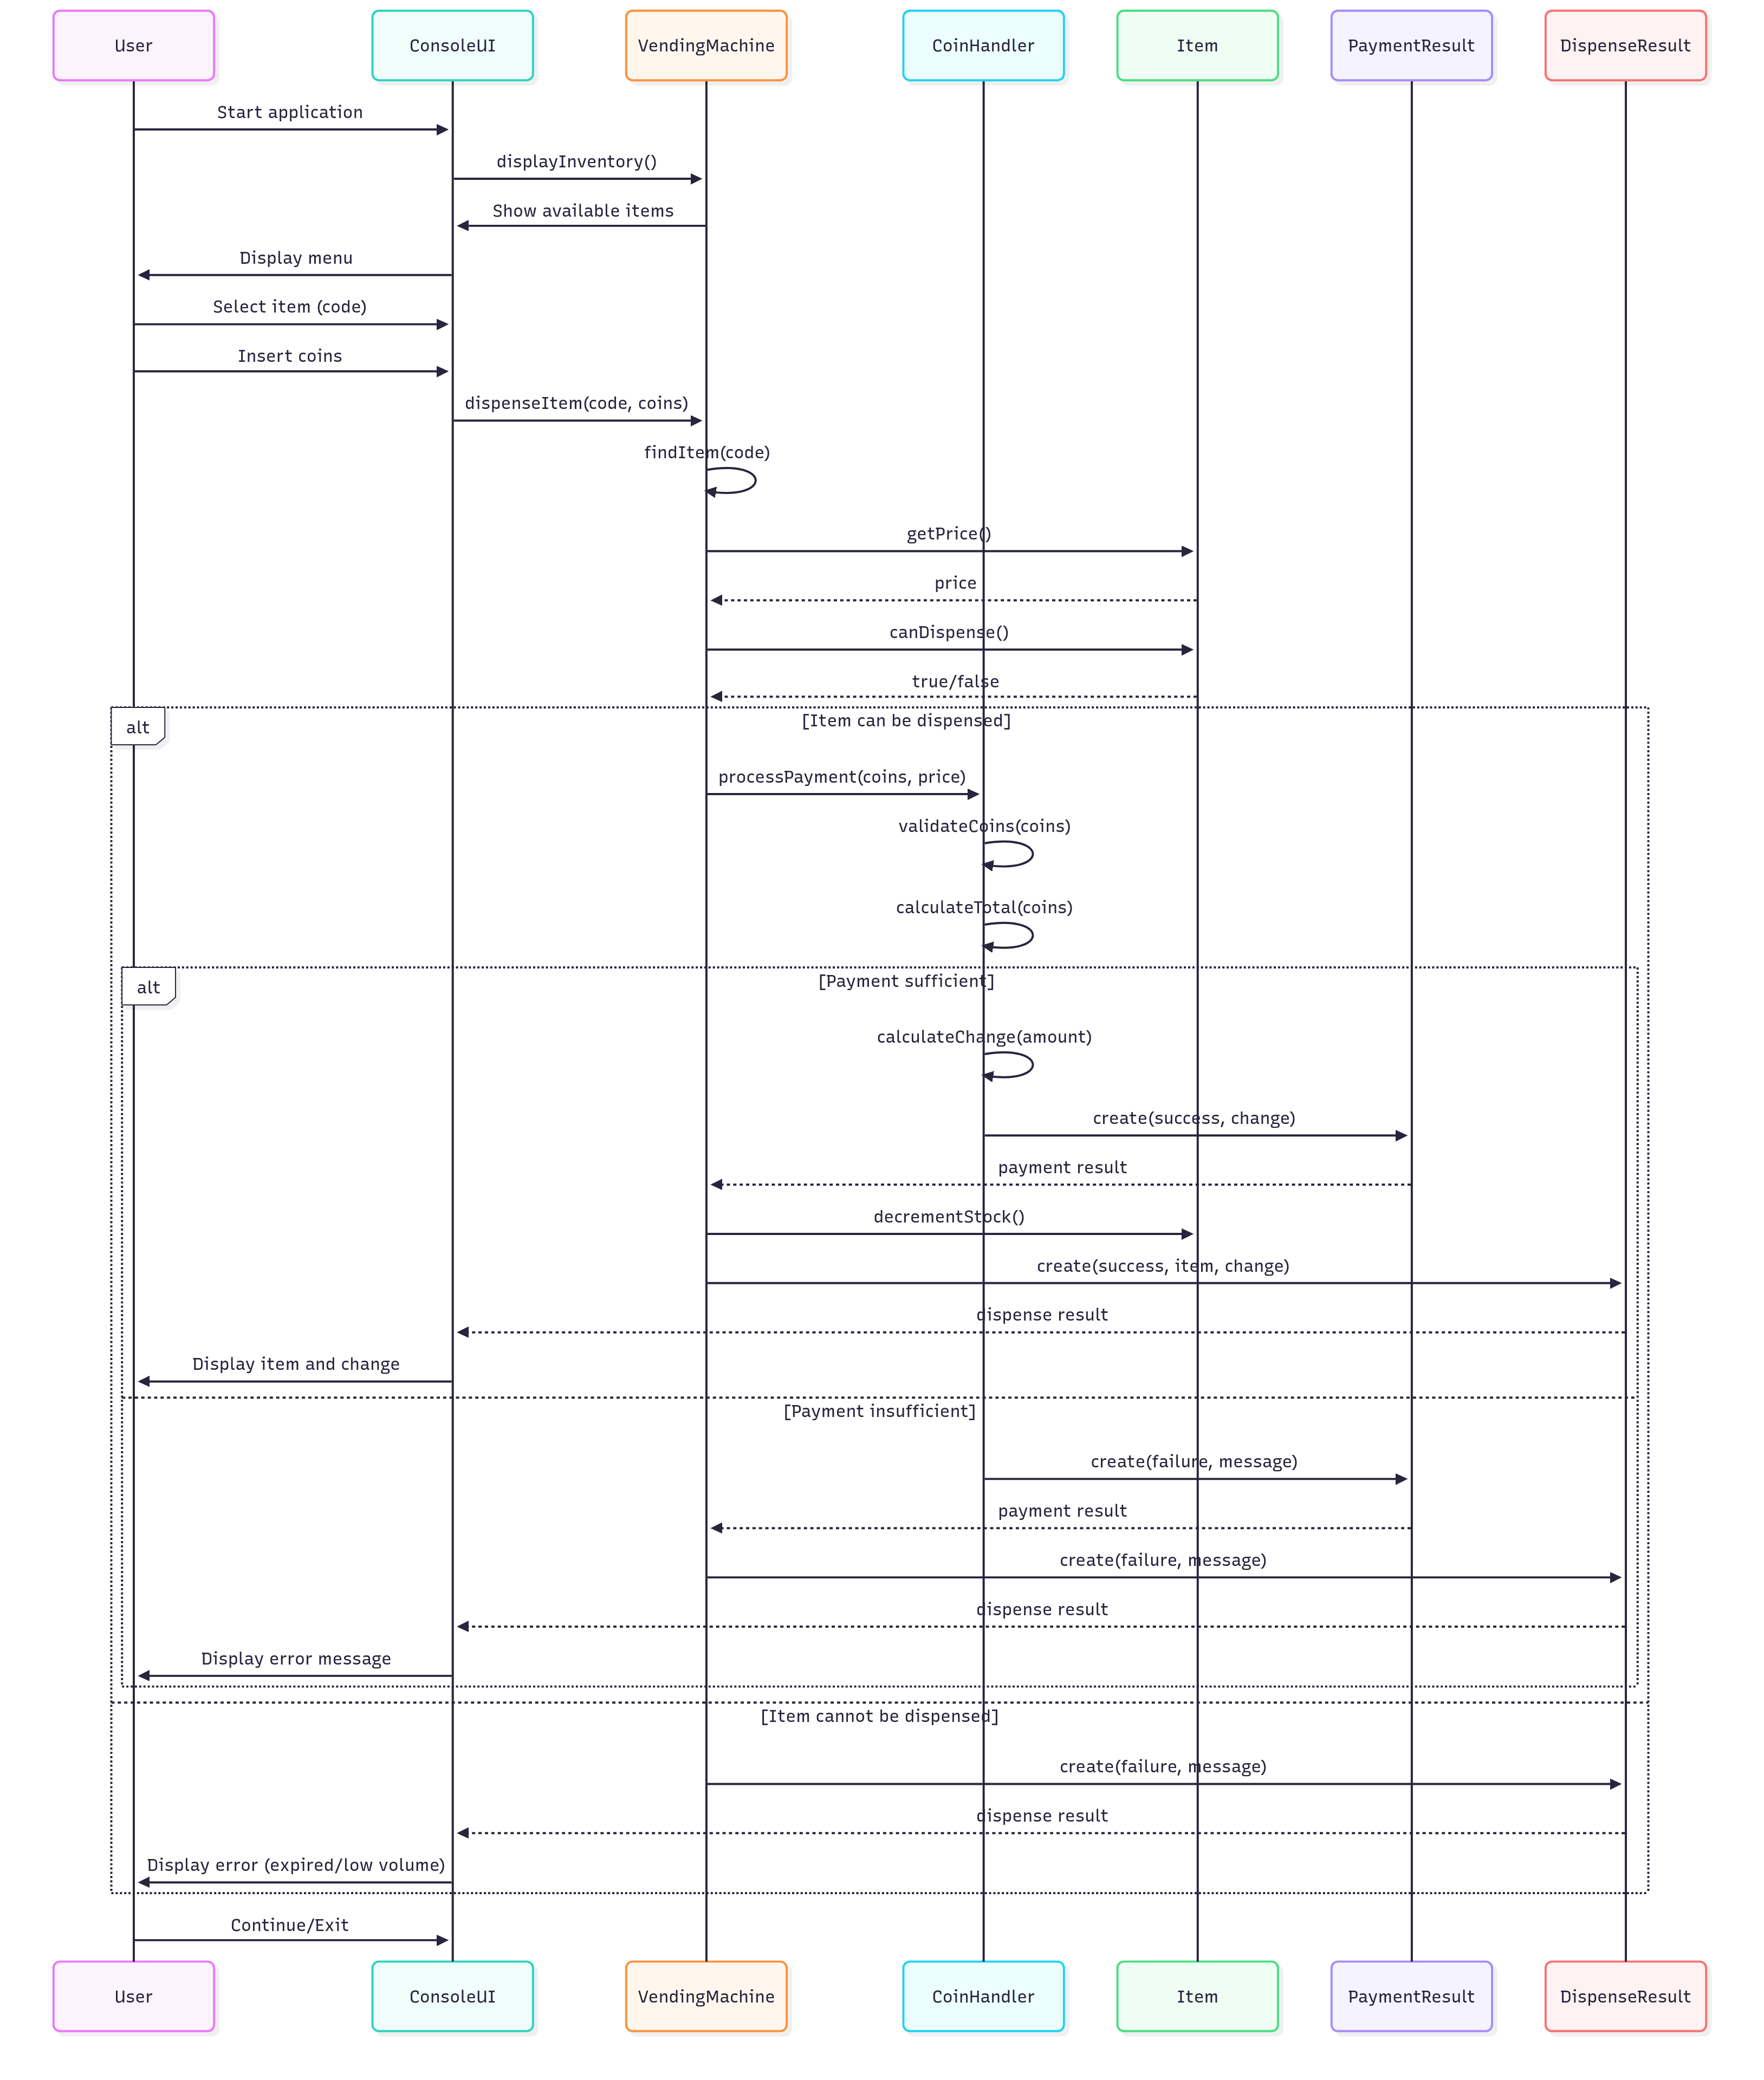 User
ConsoleUI
VendingMachine
CoinHandler
Item
PaymentResult
DispenseResult
Start application
displayInventory()
Show available items
Display menu
Select item (code)
Insert coins
dispenseItem(code, coins)
findItem(code)
getPrice()
price
canDispense()
true/false
alt
[Item can be dispensed]
processPayment(coins, price)
validateCoins(coins)
calculateTotal(coins)
alt
[Payment sufficient]
calculateChange(amount)
create(success, change)
payment result
decrementStock()
create(success, item, change)
dispense result
Display item and change
[Payment insufficient]
create(failure, message)
payment result
create(failure, message)
dispense result
Display error message
[Item cannot be dispensed]
create(failure, message)
dispense result
Display error (expired/low volume)
Continue/Exit
User
ConsoleUI
VendingMachine
CoinHandler
Item
PaymentResult
DispenseResult